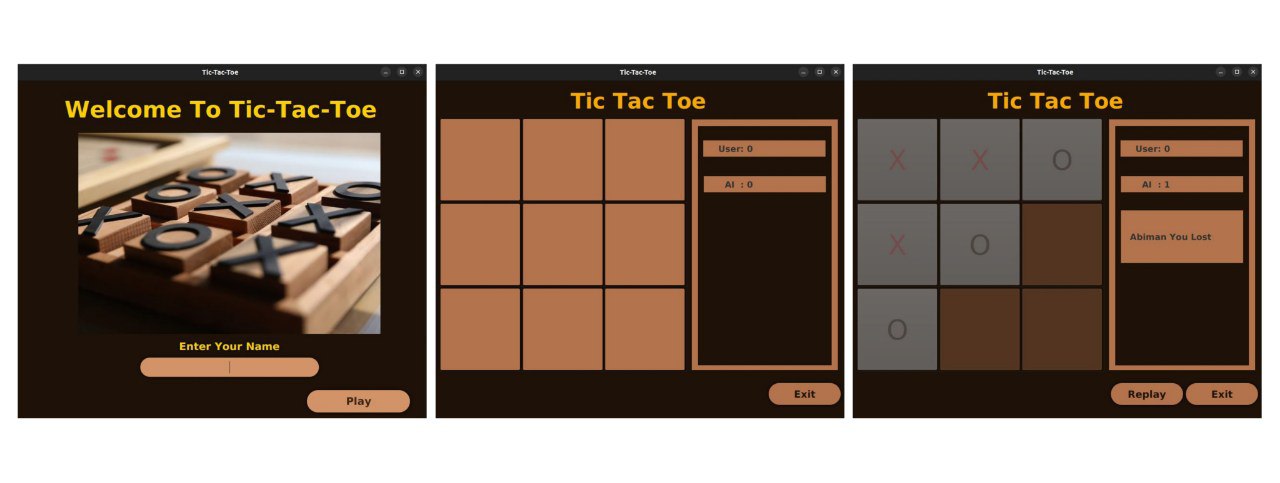 Tic-Tac-Toe
Welcome To Tic-Tac-Toe
Enter Your Name
Play
Tic-Tac-Toe
Tic Tac Toe
User: 0
AI : 0
Exit
Tic-Tac-Toe
Tic Tac Toe
X X O
X O
O
User: 0
AI : 1
Abiman You Lost
Replay Exit